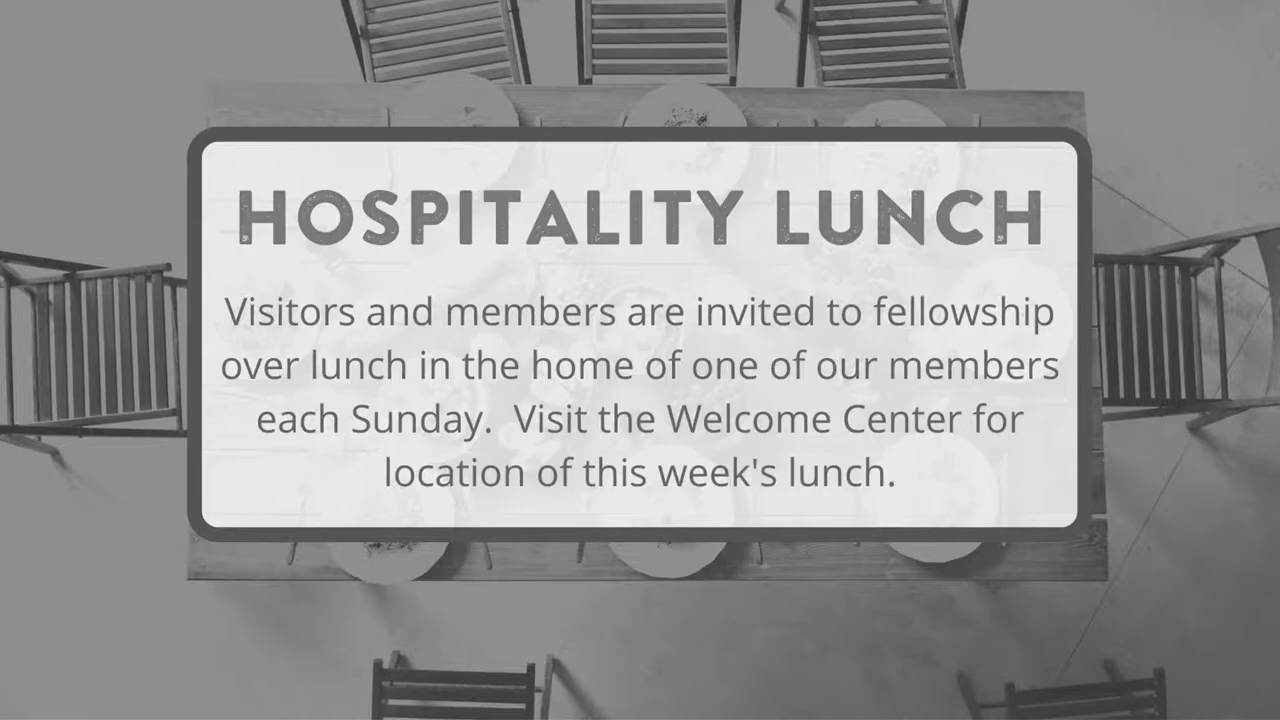 HOSPITALITY LUNCH
Visitors and members are invited to fellowship
over lunch in the home of one of our members
each Sunday.  Visit the Welcome Center for
location of this week's lunch.